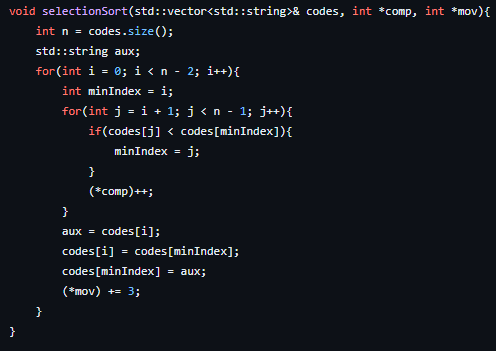 void selectionSort(std::vector<std::string>& codes, int *comp, int *mov){
    int n = codes.size();
    std::string aux;
    for(int i = 0; i < n - 2; i++){
        int minIndex = i;
        for(int j = i + 1; j < n - 1; j++){
            if(codes[j] < codes[minIndex]){
                minIndex = j;
            }
            (*comp)++;
        }
        aux = codes[i];
        codes[i] = codes[minIndex];
        codes[minIndex] = aux;
        (*mov) += 3;
    }
}